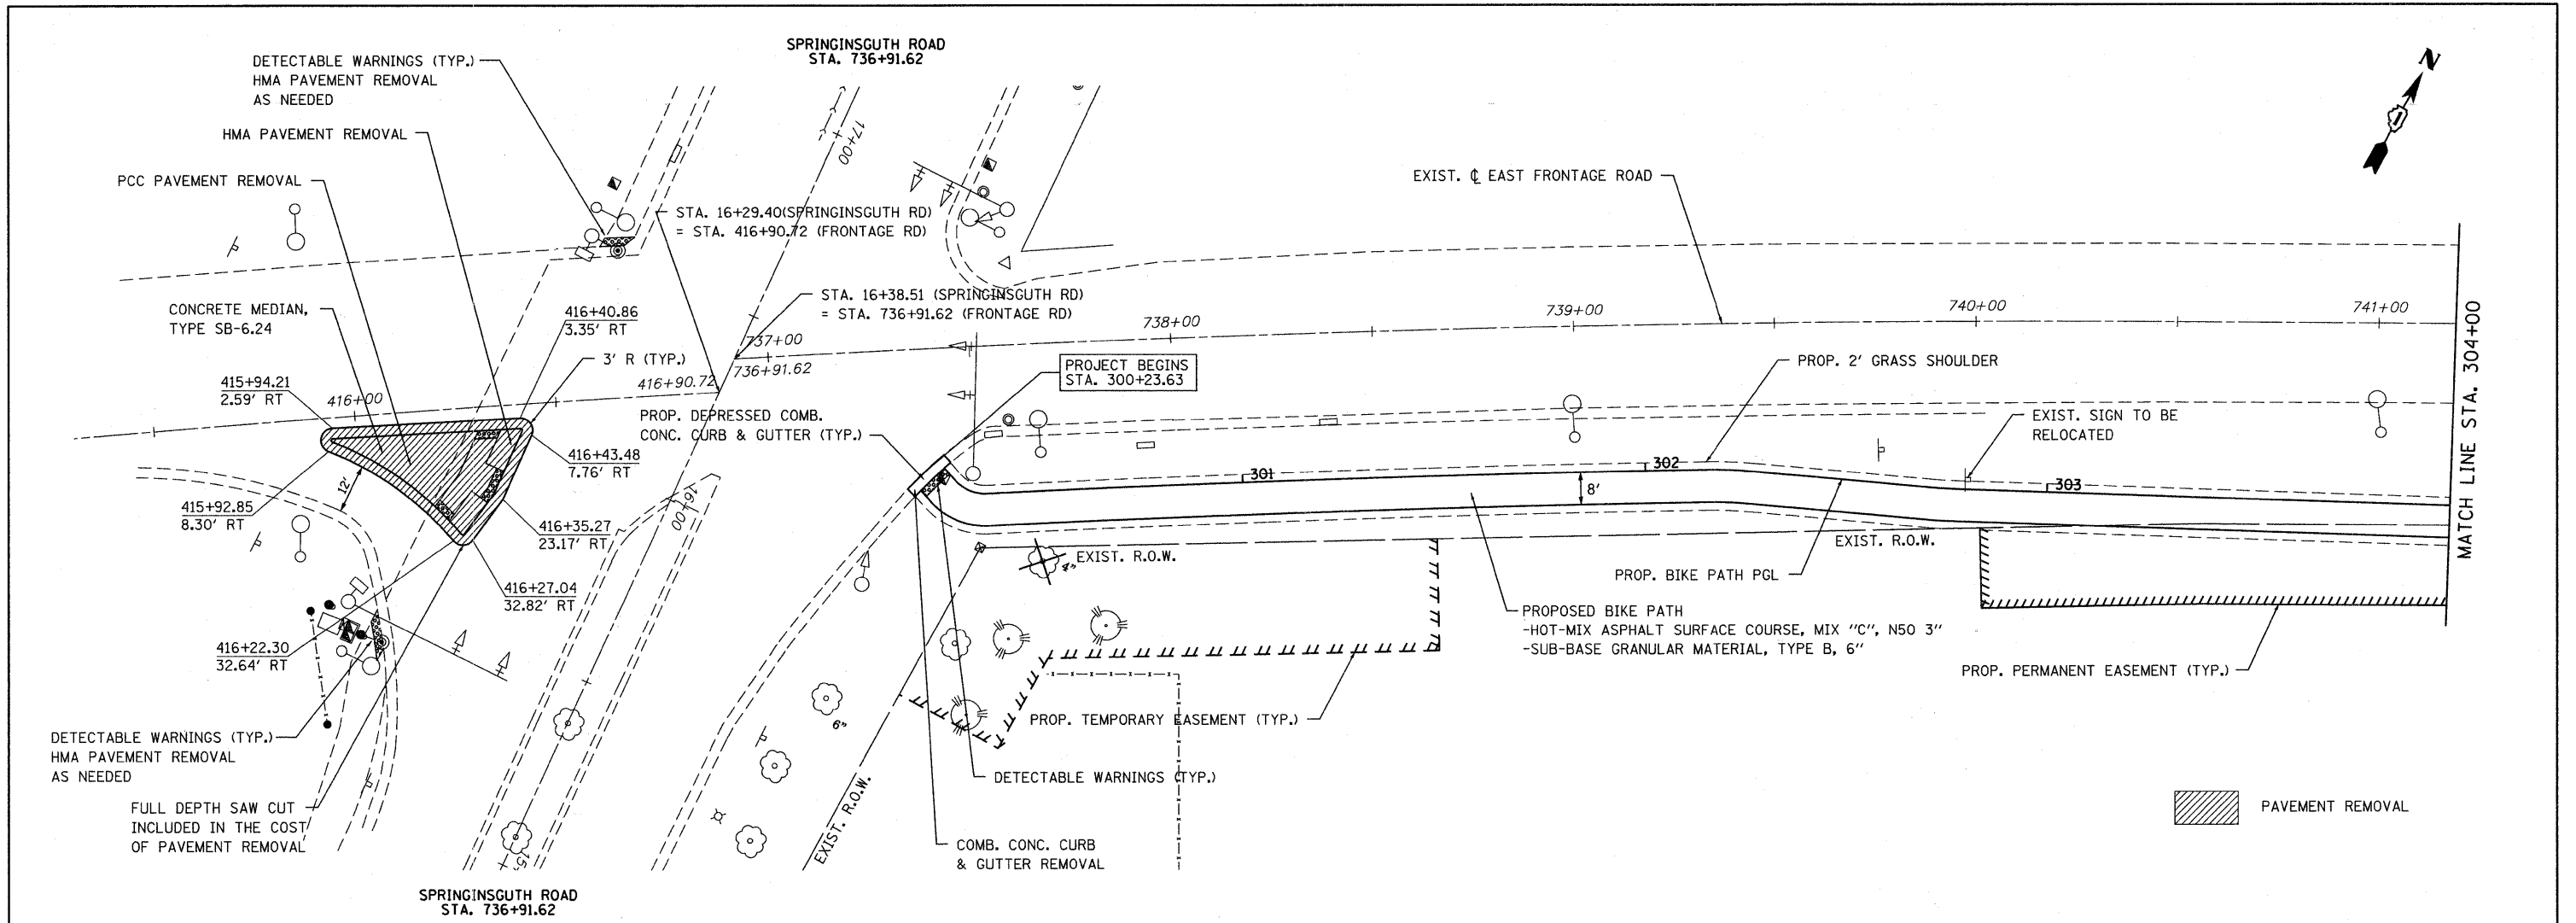 SPRINGINSGUTH ROAD
STA. 736+91.62
DETECTABLE WARNINGS (TYP.)
HMA PAVEMENT REMOVAL
AS NEEDED
HMA PAVEMENT REMOVAL
PCC PAVEMENT REMOVAL
CONCRETE MEDIAN,
TYPE SB-6.24
17+00
N
EXIST. ℄ EAST FRONTAGE ROAD
STA. 16+29.40(SPRINGINSGUTH RD)
= STA. 416+90.72 (FRONTAGE RD)
STA. 16+38.51 (SPRINGINSGUTH RD)
= STA. 736+91.62 (FRONTAGE RD)
416+40.86
3.35' RT
3' R (TYP.)
415+94.21
2.59' RT
416+00
416+90.72
737+00
736+91.62
738+00
739+00
740+00
741+00
MATCH LINE STA. 304+00
PROJECT BEGINS
STA. 300+23.63
PROP. 2' GRASS SHOULDER
PROP. DEPRESSED COMB.
CONC. CURB & GUTTER (TYP.)
EXIST. SIGN TO BE
RELOCATED
416+43.48
7.76' RT
415+92.85
8.30' RT
12'
416+35.27
23.17' RT
416+27.04
32.82' RT
416+22.30
32.64' RT
16+00
301
302
303
8'
4"
EXIST. R.O.W.
EXIST. R.O.W.
PROP. BIKE PATH PGL
PROPOSED BIKE PATH
-HOT-MIX ASPHALT SURFACE COURSE, MIX "C", N50 3"
-SUB-BASE GRANULAR MATERIAL, TYPE B, 6"
PROP. PERMANENT EASEMENT (TYP.)
PROP. TEMPORARY EASEMENT (TYP.)
6"
DETECTABLE WARNINGS (TYP.)
HMA PAVEMENT REMOVAL
AS NEEDED
DETECTABLE WARNINGS (TYP.)
FULL DEPTH SAW CUT
INCLUDED IN THE COST
OF PAVEMENT REMOVAL
EXIST. R.O.W.
COMB. CONC. CURB
& GUTTER REMOVAL
PAVEMENT REMOVAL
SPRINGINSGUTH ROAD
STA. 736+91.62